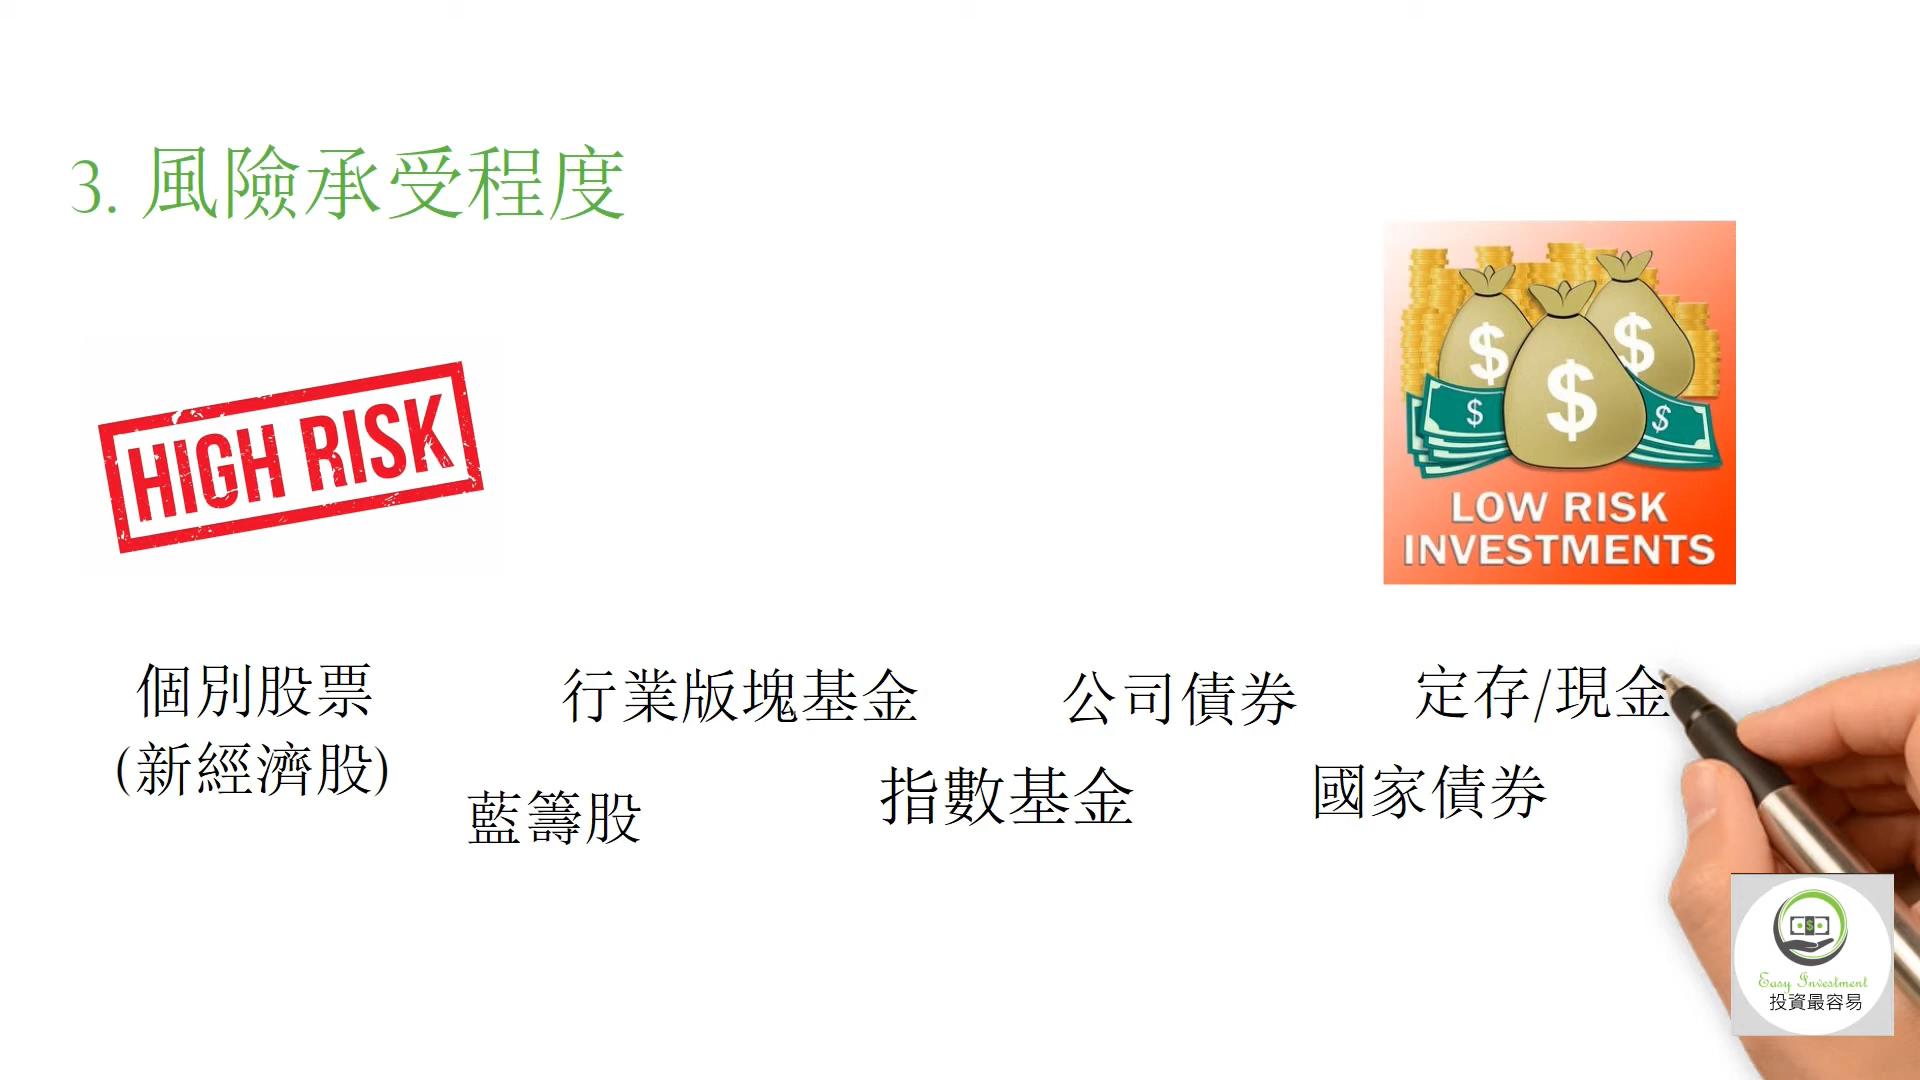 3. 風險承受程度
HIGH RISK
$
$
$
$
$
LOW RISK
INVESTMENTS
個別股票
(新經濟股)
藍籌股
行業版塊基金
指數基金
公司債券
國家債券
定存/現金
$
Easy Investment
投資最容易